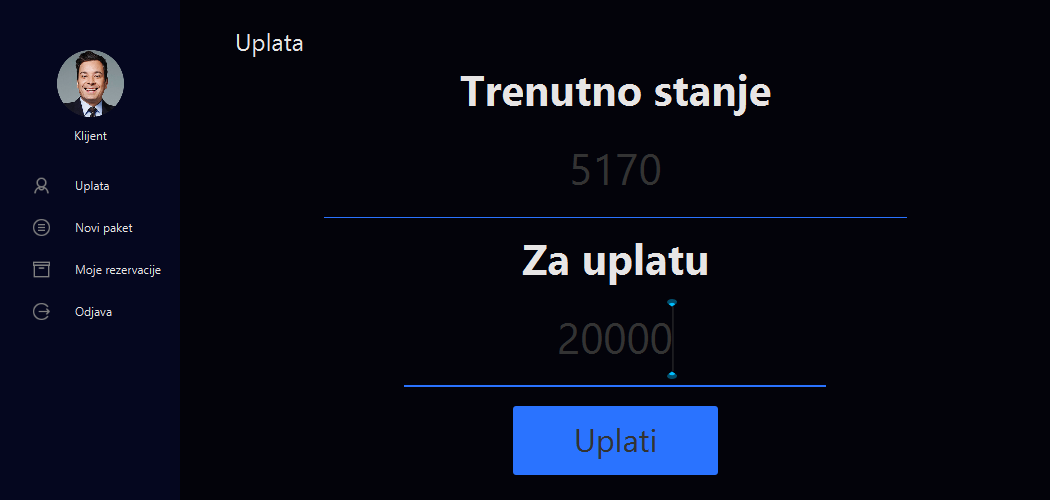 Klijent
Uplata
Novi paket
Moje rezervacije
Odjava
Uplata
Trenutno stanje
5170
Za uplatu
20000
Uplati